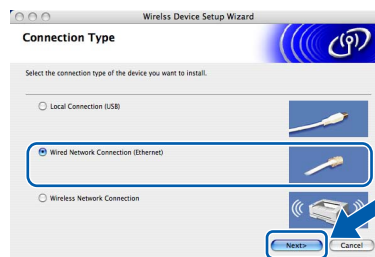 Wirelss Device Setup Wizard
Connection Type
Select the connection type of the device you want to install.
Local Connection (USB)
Wired Network Connection (Ethernet)
Wireless Network Connection
Next>
Cancel